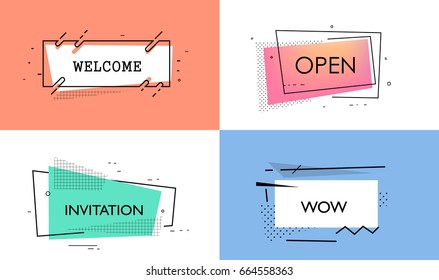 WELCOME
OPEN
INVITATION
WOW
shutterstock.com · 664558363